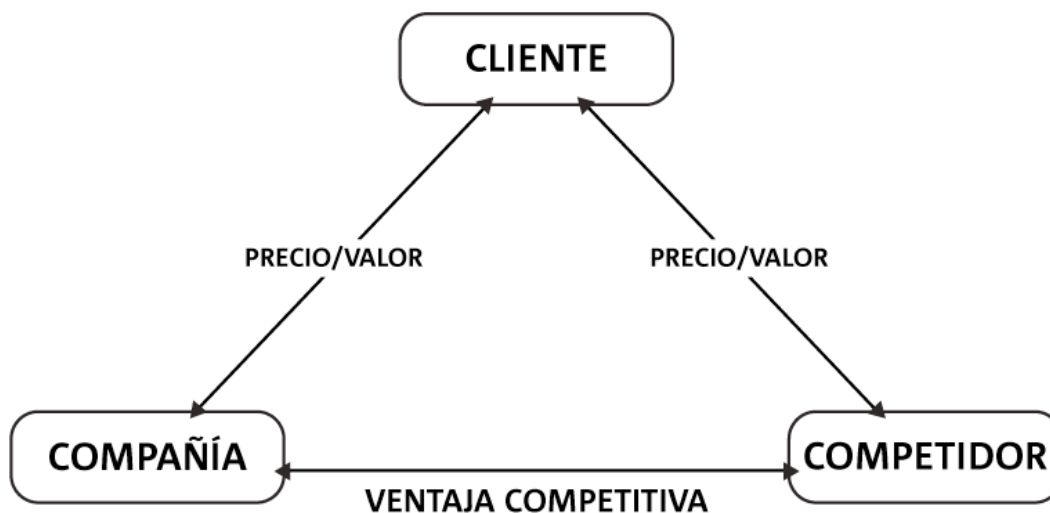 CLIENTE
PRECIO/VALOR
PRECIO/VALOR
COMPAÑÍA
COMPETIDOR
VENTAJA COMPETITIVA